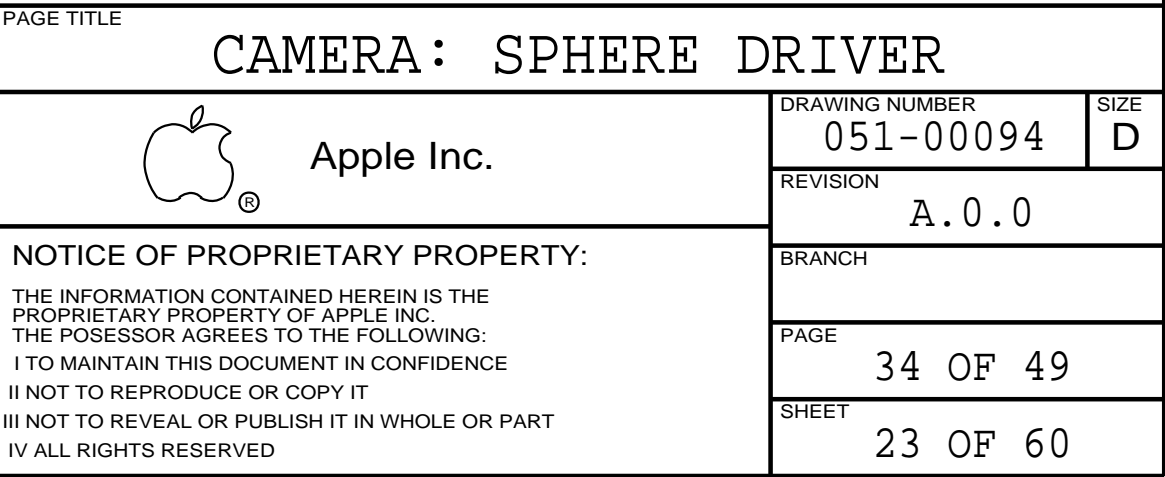 PAGE TITLE
CAMERA: SPHERE DRIVER
Apple Inc.
®
DRAWING NUMBER
051-00094
SIZE
D
REVISION
A.0.0
NOTICE OF PROPRIETARY PROPERTY:
THE INFORMATION CONTAINED HEREIN IS THE
PROPRIETARY PROPERTY OF APPLE INC.
THE POSESSOR AGREES TO THE FOLLOWING:
I TO MAINTAIN THIS DOCUMENT IN CONFIDENCE
II NOT TO REPRODUCE OR COPY IT
III NOT TO REVEAL OR PUBLISH IT IN WHOLE OR PART
IV ALL RIGHTS RESERVED
BRANCH
PAGE
34 OF 49
SHEET
23 OF 60